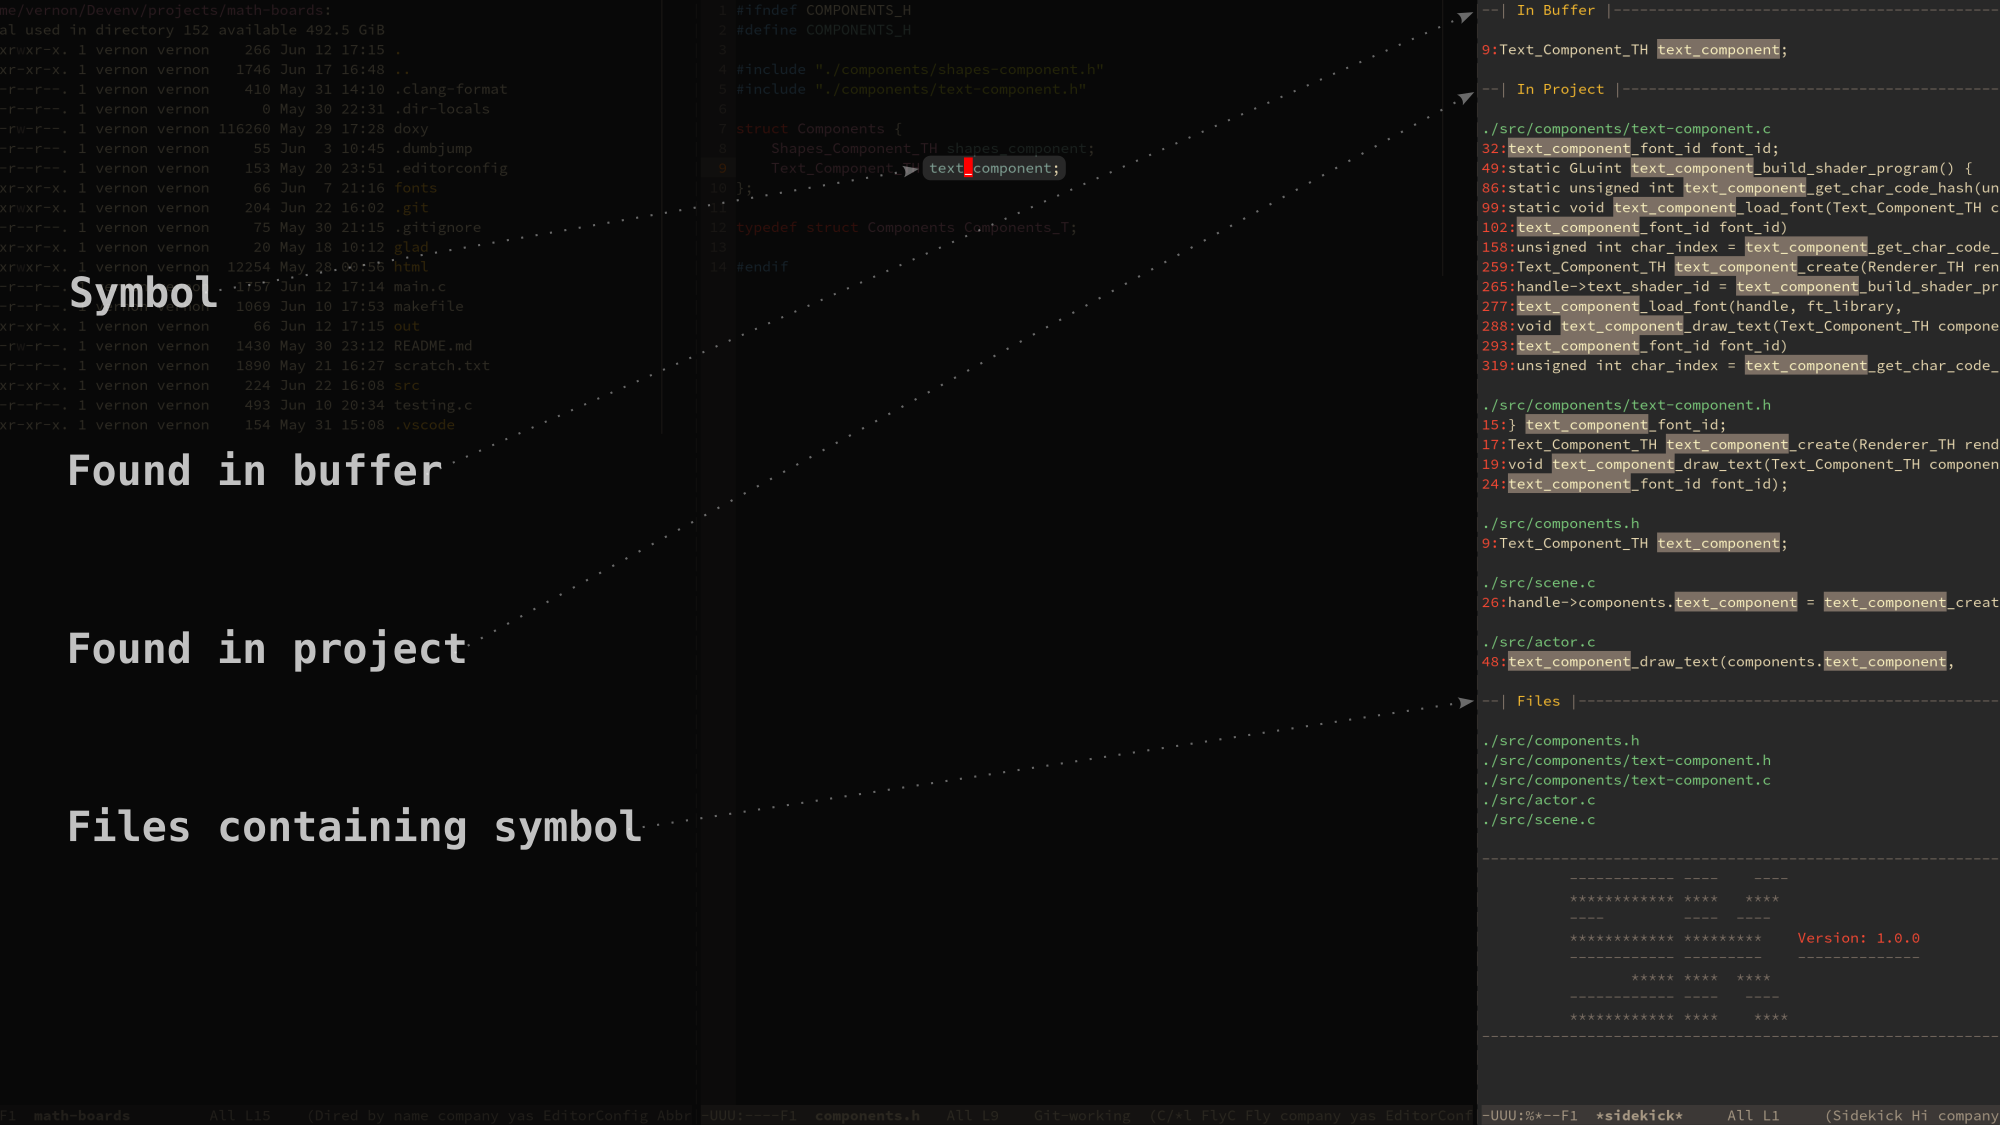 me/vernon/Devenv/projects/math-boards:
al used in directory 152 available 492.5 GiB
xrwxr-x. 1 vernon vernon    266 Jun 12 17:15 .
xr-xr-x. 1 vernon vernon   1746 Jun 17 16:48 ..
-r--r--. 1 vernon vernon    410 May 31 14:10 .clang-format
-r--r--. 1 vernon vernon      0 May 30 22:31 .dir-locals
-rw-r--. 1 vernon vernon 116260 May 29 17:28 doxy
-r--r--. 1 vernon vernon     55 Jun  3 10:45 .dumbjump
-r--r--. 1 vernon vernon    153 May 20 23:51 .editorconfig
xr-xr-x. 1 vernon vernon     66 Jun  7 21:16 fonts
xrwxr-x. 1 vernon vernon    204 Jun 22 16:02 .git
-rw-r--. 1 vernon vernon     75 May 30 21:15 .gitignore
xr-xr-x. 1 vernon vernon     20 May 18 10:12 glad
xrwxr-x. 1 vernon vernon  12254 May 28 00:56 html
-r--r--. 1 vernon 1757 Jun 12 17:14 main.c
1069 Jun 10 17:53 makefile
xr-xr-x. 1 vernon vernon     66 Jun 12 17:15 out
-rw-r--. 1 vernon vernon   1430 May 30 23:12 README.md
xr-xr-x. 1 vernon vernon   1890 May 21 16:27 scratch.txt
xr-xr-x. 1 vernon vernon    224 Jun 22 16:08 src
-r--r--. 1 vernon vernon    493 Jun 10 20:34 testing.c
xr-xr-x. 1 vernon vernon    154 May 31 15:08 .vscode
Symbol
Found in buffer
Found in project
Files containing symbol
1 #ifndef COMPONENTS_H
2 #define COMPONENTS_H
3
4 #include "./components/shapes-component.h"
5 #include "./components/text-component.h"
6
7 struct Components {
8     Shapes_Component_TH shapes_component;
9     Text_Component_TH text_component;
10 };
11
12 typedef struct Components Components_T;
13
14 #endif
--| In Buffer |--
9:Text_Component_TH text_component;
--| In Project |--
./src/components/text-component.c
32:text_component_font_id font_id;
49:static GLuint text_component_build_shader_program() {
86:static unsigned int text_component_get_char_code_hash(un
99:static void text_component_load_font(Text_Component_TH c
102:text_component_font_id font_id)
158:unsigned int char_index = text_component_get_char_code_
259:Text_Component_TH text_component_create(Renderer_TH ren
265:handle->text_shader_id = text_component_build_shader_pr
277:text_component_load_font(handle, ft_library,
288:void text_component_draw_text(Text_Component_TH compone
293:text_component_font_id font_id)
319:unsigned int char_index = text_component_get_char_code_
./src/components/text-component.h
15:} text_component_font_id;
17:Text_Component_TH text_component_create(Renderer_TH rend
19:void text_component_draw_text(Text_Component_TH componen
24:text_component_font_id font_id);
./src/components.h
9:Text_Component_TH text_component;
./src/scene.c
26:handle->components.text_component = text_component_creat
./src/actor.c
48:text_component_draw_text(components.text_component,
--| Files |--
./src/components.h
./src/components/text-component.h
./src/components/text-component.c
./src/actor.c
./src/scene.c
Version: 1.0.0
F1  math-boards         All L15    (Dired by name company yas EditorConfig Abbr
-UUU:----F1  components.h   All L9    Git-working  (C/*l FlyC Fly company yas EditorConf
-UUU:%*--F1  *sidekick*     All L1     (Sidekick Hi company